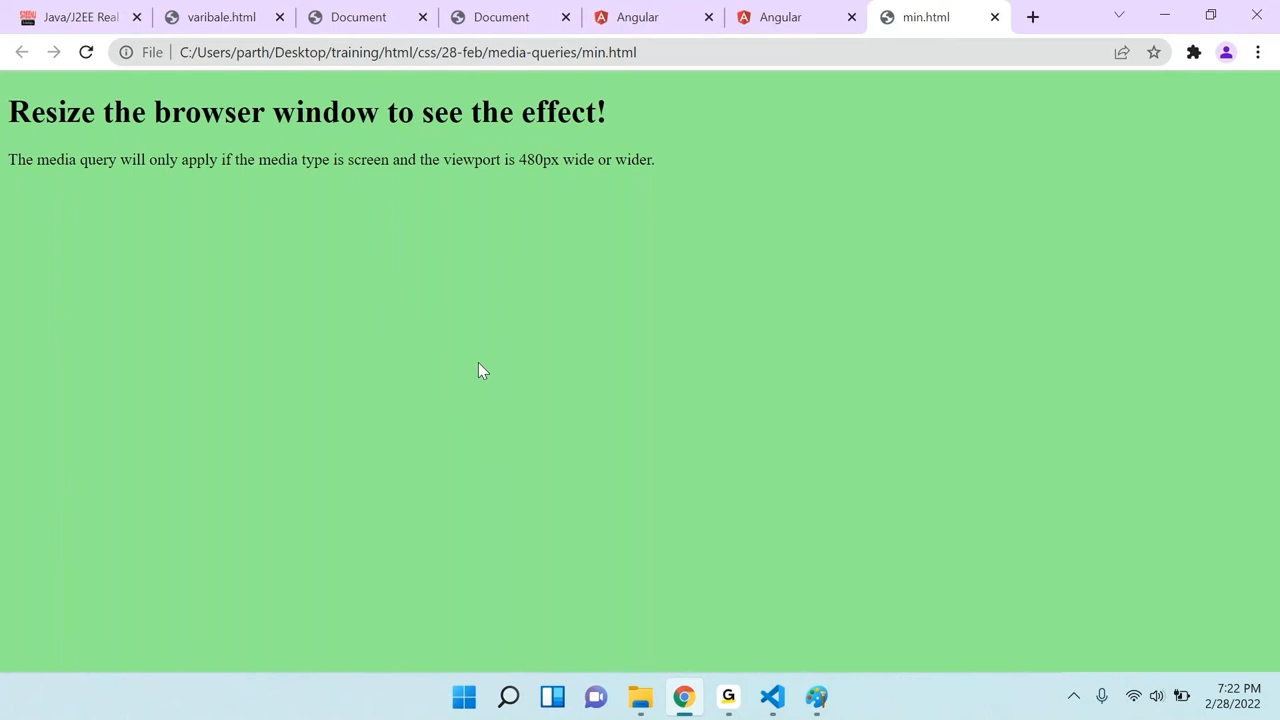 Java/J2EE Real
varibale.html
Document
Document
Angular
Angular
min.html
File
C:/Users/parth/Desktop/training/html/css/28-feb/media-queries/min.html
Resize the browser window to see the effect!
The media query will only apply if the media type is screen and the viewport is 480px wide or wider.
G
7:22 PM
2/28/2022